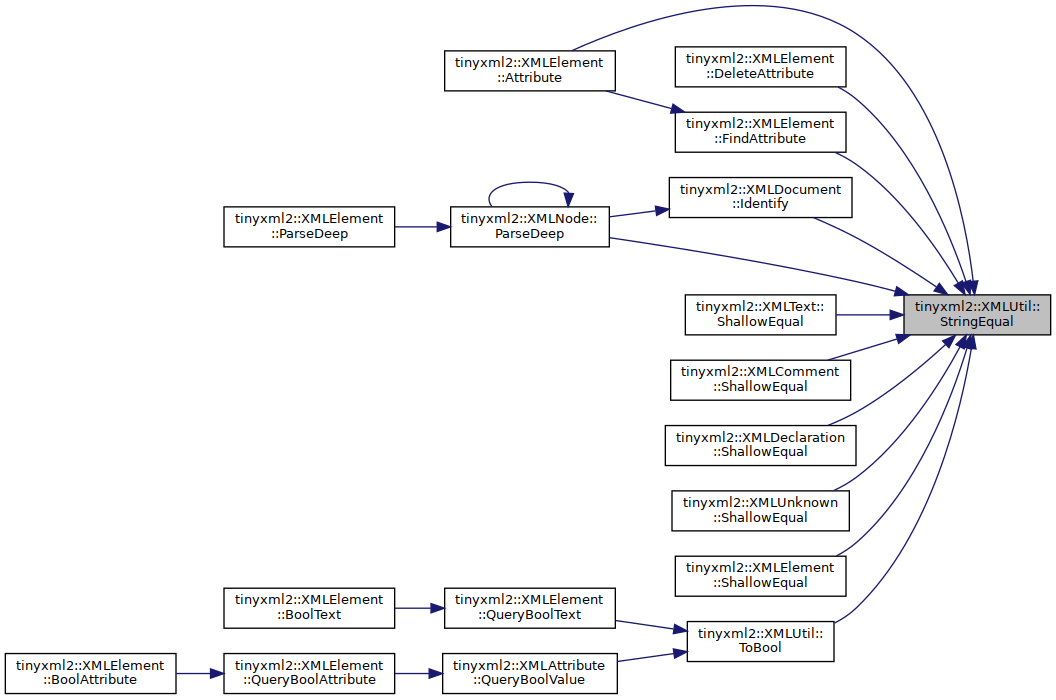 tinyxml2::XMLElement
::Attribute
tinyxml2::XMLElement
::DeleteAttribute
tinyxml2::XMLElement
::FindAttribute
tinyxml2::XMLDocument
::Identify
tinyxml2::XMLElement
::ParseDeep
tinyxml2::XMLNode::
ParseDeep
tinyxml2::XMLUtil::
StringEqual
tinyxml2::XMLText::
ShallowEqual
tinyxml2::XMLComment
::ShallowEqual
tinyxml2::XMLDeclaration
::ShallowEqual
tinyxml2::XMLUnknown
::ShallowEqual
tinyxml2::XMLElement
::ShallowEqual
tinyxml2::XMLElement
::BoolText
tinyxml2::XMLElement
::QueryBoolText
tinyxml2::XMLUtil::
ToBool
tinyxml2::XMLElement
::BoolAttribute
tinyxml2::XMLElement
::QueryBoolAttribute
tinyxml2::XMLAttribute
::QueryBoolValue